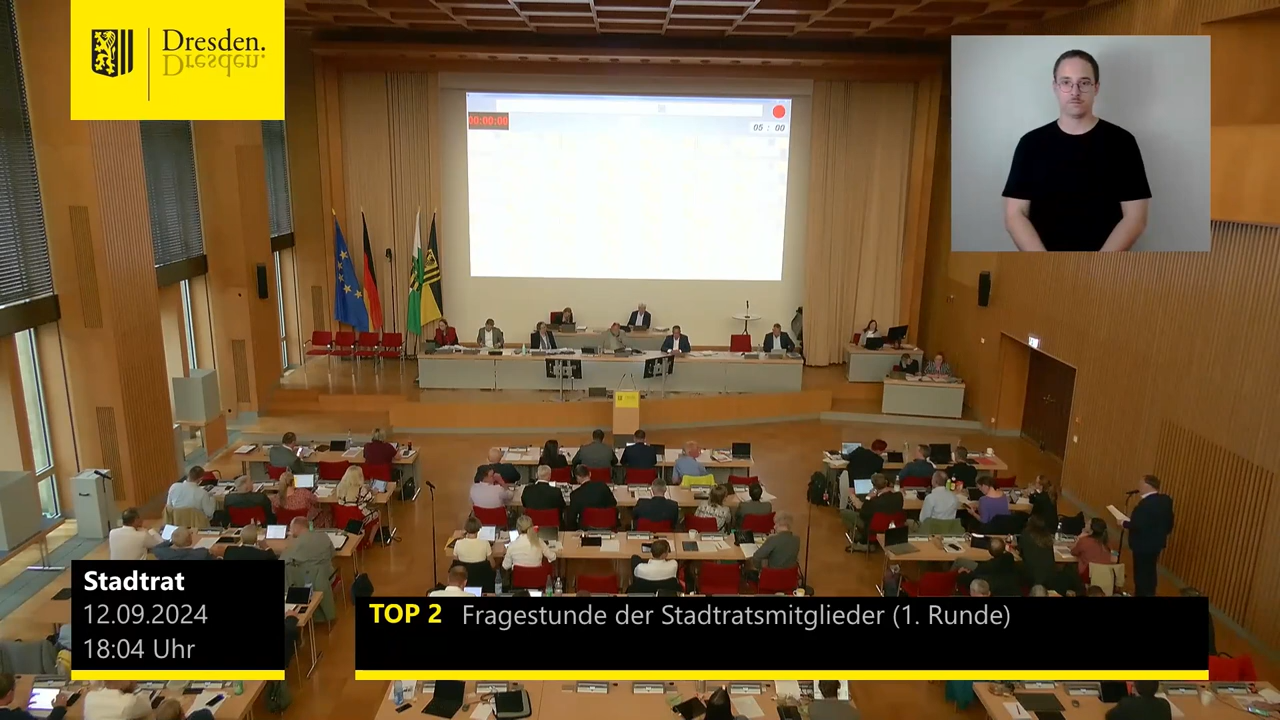 Dresden.
Dresden.
00:00:00
05 : 00
Stadtrat
12.09.2024
18:04 Uhr
TOP 2 Fragestunde der Stadtratsmitglieder (1. Runde)